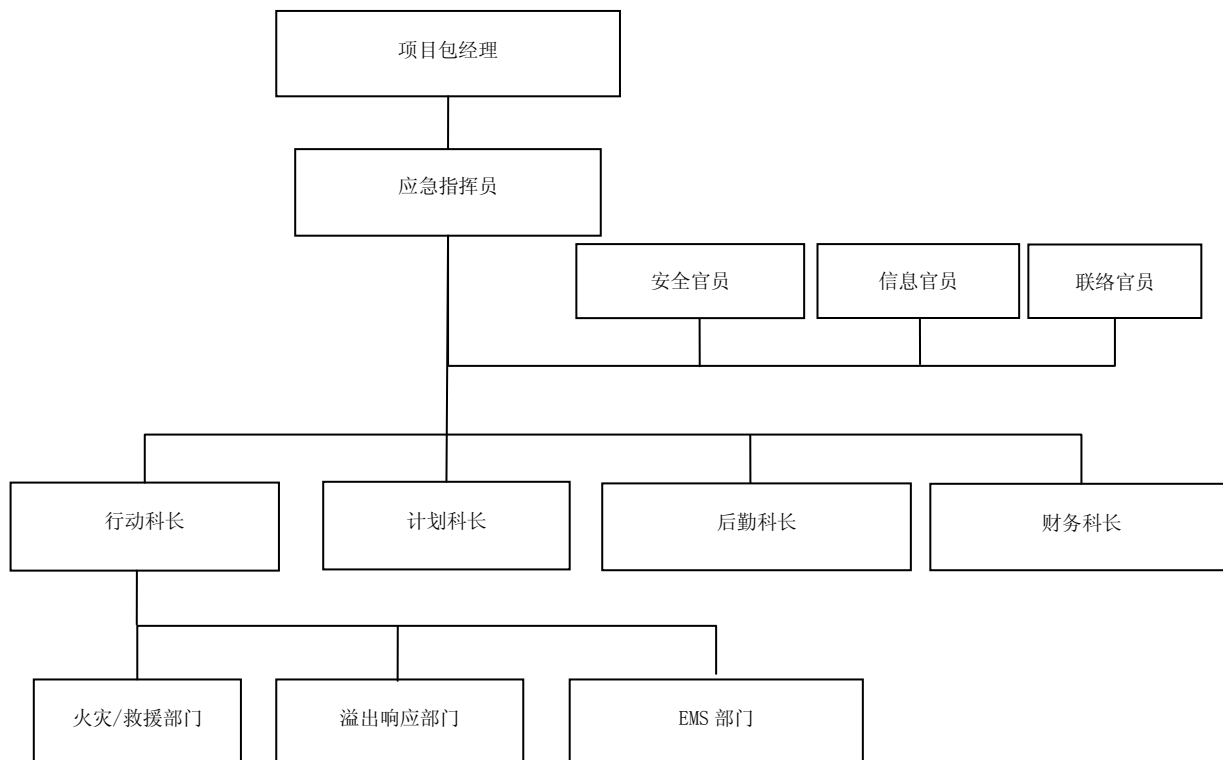 项目包经理
应急指挥员
安全官员
信息官员
联络官员
行动科长
计划科长
后勤科长
财务科长
火灾/救援部门
溢出响应部门
EMS 部门